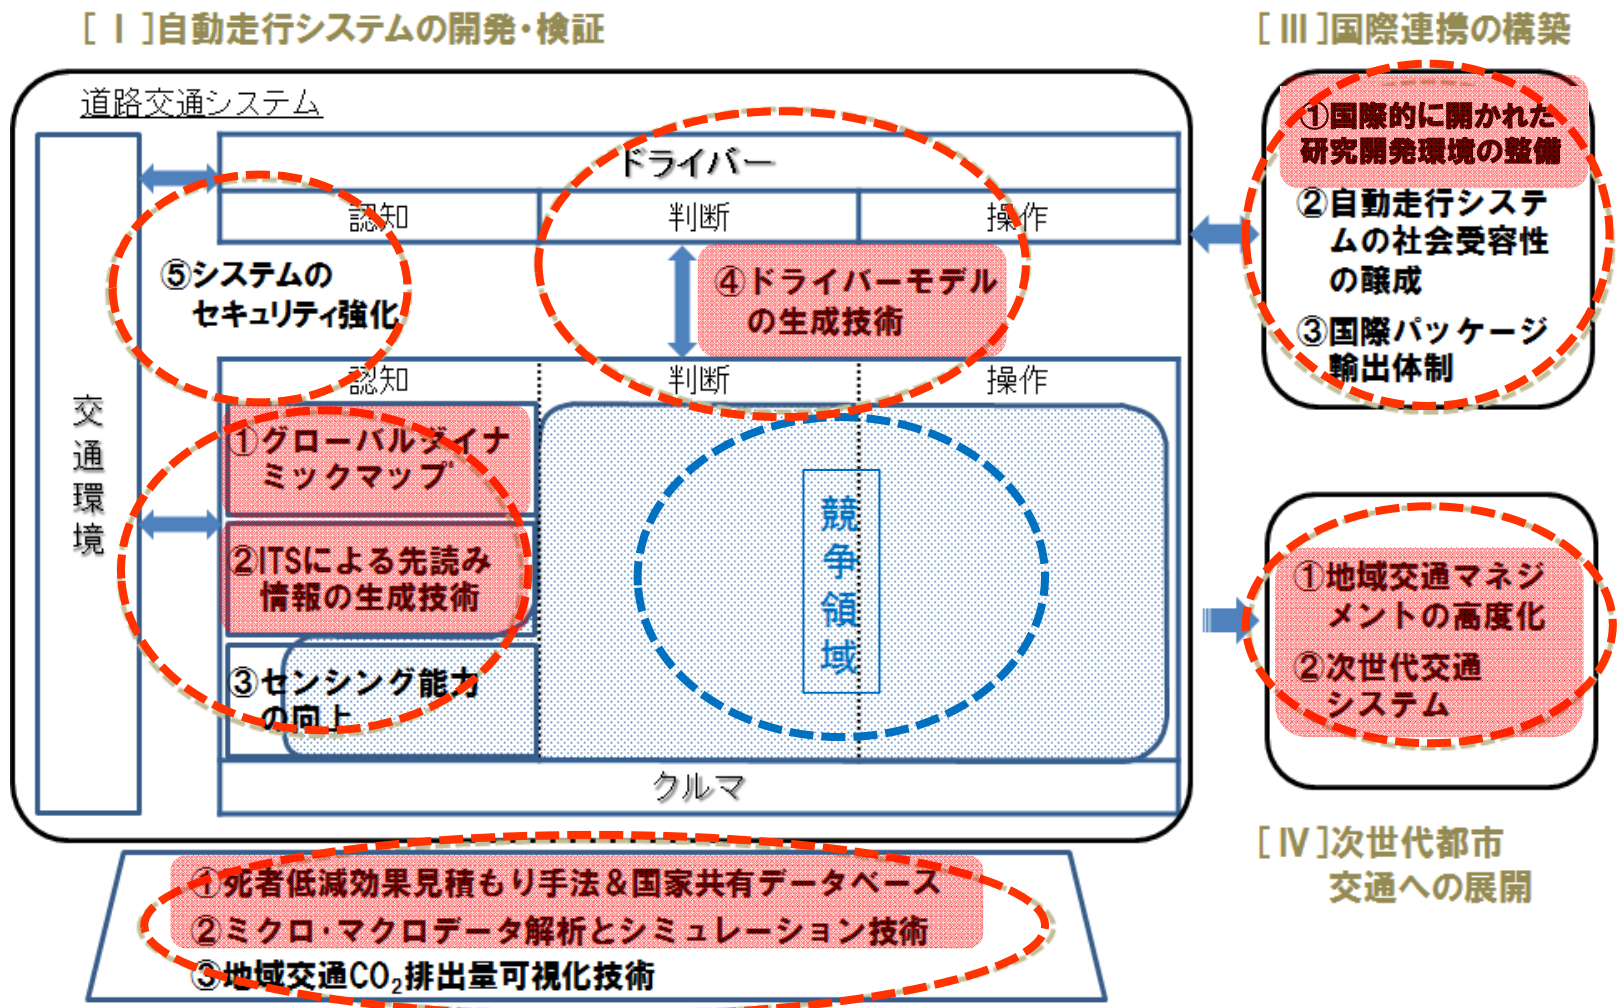 [Ⅰ]自動走行システムの開発・検証
道路交通システム
交通環境
ドライバー
認知
判断
操作
⑤システムの
セキュリティ強化
④ドライバーモデル
の生成技術
認知
判断
操作
①グローバルダイナ
ミックマップ
②ITSによる先読み
情報の生成技術
③センシング能力
の向上
競争領域
クルマ
①死者低減効果見積もり手法&国家共有データベース
②ミクロ・マクロデータ解析とシミュレーション技術
③地域交通CO₂排出量可視化技術
[Ⅲ]国際連携の構築
①国際的に開かれた
研究開発環境の整備
②自動走行システ
ムの社会受容性
の醸成
③国際パッケージ
輸出体制
①地域交通マネジ
メントの高度化
②次世代交通
システム
[Ⅳ]次世代都市
交通への展開